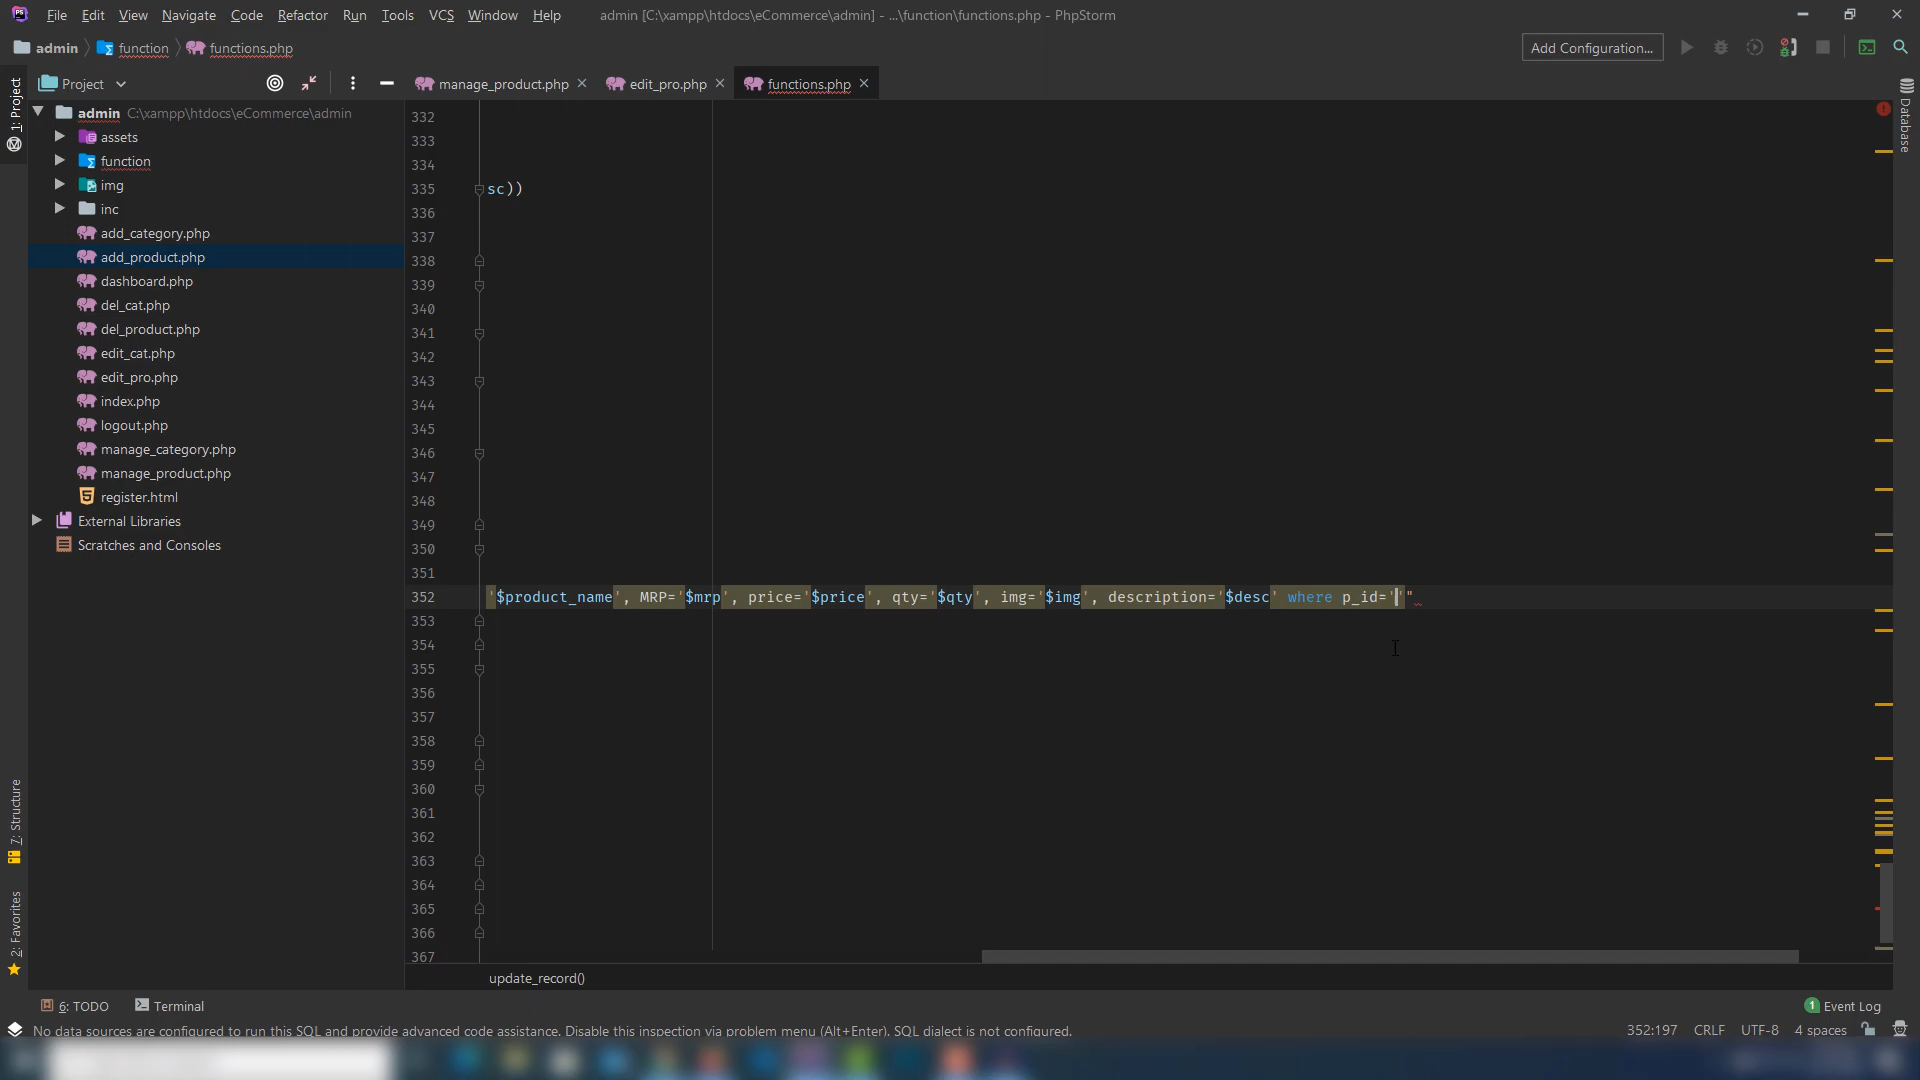 File Edit View Navigate Code Refactor Run Tools VCS Window Help admin [C:\xampp\htdocs\eCommerce\admin] - ...\function\functions.php - PhpStorm
admin function functions.php Add Configuration...
Project manage_product.php edit_pro.php functions.php
1: Project
Database
admin C:\xampp\htdocs\eCommerce\admin
assets
function
img
inc
add_category.php
add_product.php
dashboard.php
del_cat.php
del_product.php
edit_cat.php
edit_pro.php
index.php
logout.php
manage_category.php
manage_product.php
register.html
External Libraries
Scratches and Consoles
7: Structure
2: Favorites
332
333
334
335 sc))
336
337
338
339
340
341
342
343
344
345
346
347
348
349
350
351
352 '$product_name', MRP='$mrp', price='$price', qty='$qty', img='$img', description='$desc' where p_id=''"
353
354
355
356
357
358
359
360
361
362
363
364
365
366
367
update_record()
6: TODO Terminal 1 Event Log
No data sources are configured to run this SQL and provide advanced code assistance. Disable this inspection via problem menu (Alt+Enter). SQL dialect is not configured. 352:197 CRLF UTF-8 4 spaces